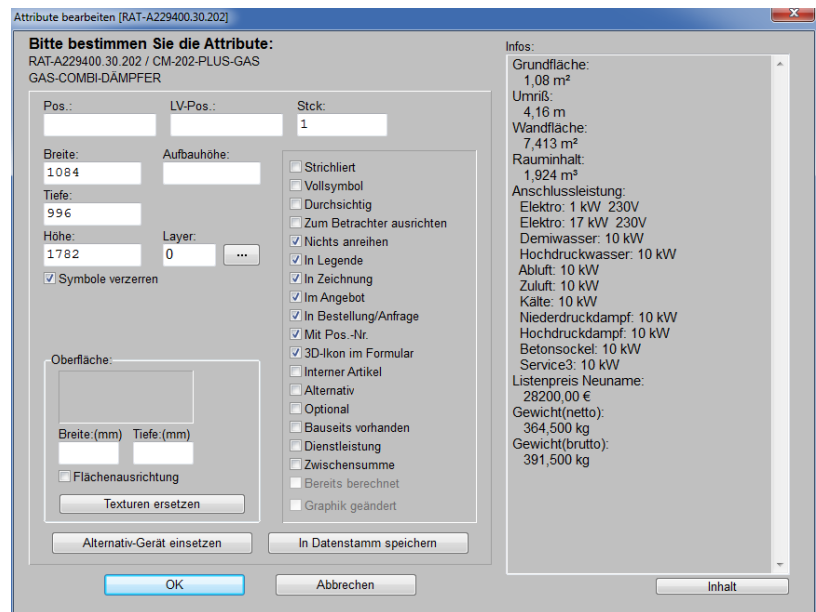 Attribute bearbeiten [RAT-A229400.30.202]
Bitte bestimmen Sie die Attribute:
RAT-A229400.30.202 / CM-202-PLUS-GAS
GAS-COMBI-DÄMPFER
Pos.: LV-Pos.: Stck:
1
Breite: Aufbauhöhe:
1084
Tiefe:
996
Höhe: Layer:
1782 0 ...
Symbole verzerren
Strichliert
Vollsymbol
Durchsichtig
Zum Betrachter ausrichten
Nichts anreihen
In Legende
In Zeichnung
Im Angebot
In Bestellung/Anfrage
Mit Pos.-Nr.
3D-Ikon im Formular
Interner Artikel
Alternativ
Optional
Bauseits vorhanden
Dienstleistung
Zwischensumme
Bereits berechnet
Graphik geändert
Oberfläche:
Breite:(mm) Tiefe:(mm)
Flächenausrichtung
Texturen ersetzen
Alternativ-Gerät einsetzen
In Datenstamm speichern
OK
Abbrechen
Infos:
Grundfläche:
1,08 m²
Umriß:
4,16 m
Wandfläche:
7,413 m²
Rauminhalt:
1,924 m³
Anschlussleistung:
Elektro: 1 kW 230V
Elektro: 17 kW 230V
Demiwasser: 10 kW
Hochdruckwasser: 10 kW
Abluft: 10 kW
Zuluft: 10 kW
Kälte: 10 kW
Niederdruckdampf: 10 kW
Hochdruckdampf: 10 kW
Betonsockel: 10 kW
Service3: 10 kW
Listenpreis Neuname:
28200,00 €
Gewicht(netto):
364,500 kg
Gewicht(brutto):
391,500 kg
Inhalt